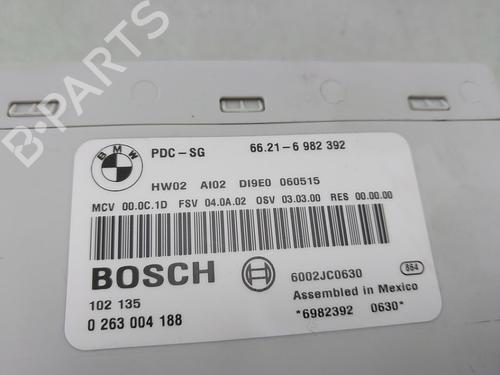 B-PARTS
BMW
PDC-SG 66.21-6 982 392
HW02 AI02 DI9E0 060515
MCV 00.0C.1D FSV 04.0A.02 OSV 03.03.00 RES 00.00.00
BOSCH
6002JC0630 864
102 135
Assembled in Mexico
0 263 004 188
*6982392 0630*